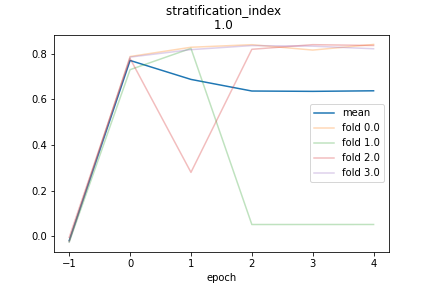 stratification_index
1.0
0.8
0.6
0.4
0.2
0.0
mean
fold 0.0
fold 1.0
fold 2.0
fold 3.0
−1 0 1 2 3 4
epoch